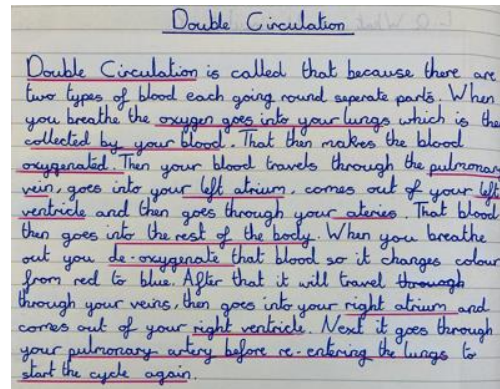 Double Circulation
Double Circulation is called that because there are
two types of blood each going round seperate parts. When
you breathe the oxygen goes into your lungs which is the
collected by your blood. That then makes the blood
oxygenated. Then your blood travels through the pulmonary
vein, goes into your left atrium, comes out of your left
ventricle and then goes through your ateries. That blood
then goes into the rest of the body. When you breathe
out you de-oxygenate that blood so it changes colour
from red to blue. After that it will travel through
through your veins, then goes into your right atrium and
comes out of your right ventricle. Next it goes through
your pulmonary artery before re-entering the lungs to
start the cycle again.